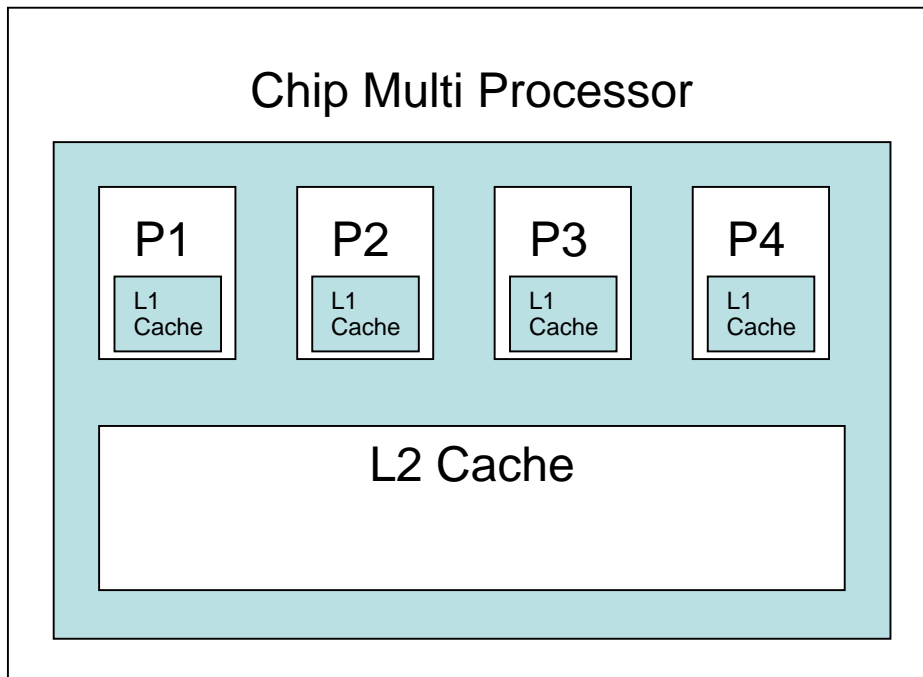 Chip Multi Processor
P1
P2
P3
P4
L1
Cache
L1
Cache
L1
Cache
L1
Cache
L2 Cache